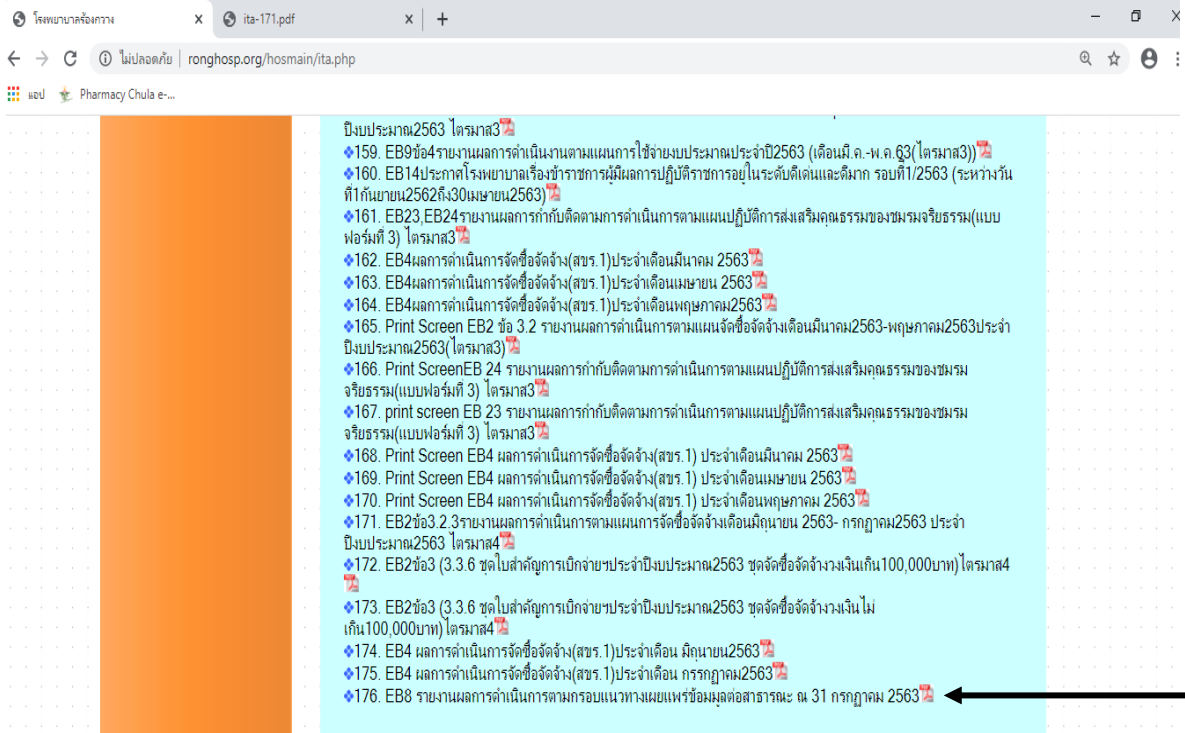 โรงพยาบาลร้องกวาง
ita-171.pdf
ไม่ปลอดภัย | ronghosp.org/hosmain/ita.php
แอป Pharmacy Chula e-...
ปีงบประมาณ2563 ไตรมาส3
159. EB9ข้อ4รายงานผลการดำเนินงานตามแผนการใช้จ่ายงบประมาณประจำปี2563 (เดือนมี.ค.-พ.ค.63(ไตรมาส3))
160. EB14ประกาศโรงพยาบาลเรื่องข้าราชการผู้มีผลการปฏิบัติราชการอยู่ในระดับดีเด่นและดีมาก รอบที่1/2563 (ระหว่างวัน
ที่1กันยายน2562ถึง30เมษายน2563)
161. EB23,EB24รายงานผลการกำกับติดตามการดำเนินการตามแผนปฏิบัติการส่งเสริมคุณธรรมของชมรมจริยธรรม(แบบ
ฟอร์มที่ 3) ไตรมาส3
162. EB4ผลการดำเนินการจัดซื้อจัดจ้าง(สขร.1)ประจำเดือนมีนาคม 2563
163. EB4ผลการดำเนินการจัดซื้อจัดจ้าง(สขร.1)ประจำเดือนเมษายน 2563
164. EB4ผลการดำเนินการจัดซื้อจัดจ้าง(สขร.1)ประจำเดือนพฤษภาคม2563
165. Print Screen EB2 ข้อ 3.2 รายงานผลการดำเนินการตามแผนจัดซื้อจัดจ้างเดือนมีนาคม2563-พฤษภาคม2563ประจำ
ปีงบประมาณ2563(ไตรมาส3)
166. Print ScreenEB 24 รายงานผลการกำกับติดตามการดำเนินการตามแผนปฏิบัติการส่งเสริมคุณธรรมของชมรม
จริยธรรม(แบบฟอร์มที่ 3) ไตรมาส3
167. print screen EB 23 รายงานผลการกำกับติดตามการดำเนินการตามแผนปฏิบัติการส่งเสริมคุณธรรมของชมรม
จริยธรรม(แบบฟอร์มที่ 3) ไตรมาส3
168. Print Screen EB4 ผลการดำเนินการจัดซื้อจัดจ้าง(สขร.1) ประจำเดือนมีนาคม 2563
169. Print Screen EB4 ผลการดำเนินการจัดซื้อจัดจ้าง(สขร.1) ประจำเดือนเมษายน 2563
170. Print Screen EB4 ผลการดำเนินการจัดซื้อจัดจ้าง(สขร.1) ประจำเดือนพฤษภาคม 2563
171. EB2ข้อ3.2.3รายงานผลการดำเนินการตามแผนการจัดซื้อจัดจ้างเดือนมิถุนายน 2563- กรกฎาคม2563 ประจำ
ปีงบประมาณ2563 ไตรมาส4
172. EB2ข้อ3 (3.3.6 ชุดใบสำคัญการเบิกจ่ายฯประจำปีงบประมาณ2563 ชุดจัดซื้อจัดจ้างวงเงินเกิน100,000บาท)ไตรมาส4
173. EB2ข้อ3 (3.3.6 ชุดใบสำคัญการเบิกจ่ายฯประจำปีงบประมาณ2563 ชุดจัดซื้อจัดจ้างวงเงินไม่
เกิน100,000บาท)ไตรมาส4
174. EB4 ผลการดำเนินการจัดซื้อจัดจ้าง(สขร.1)ประจำเดือน มิถุนายน2563
175. EB4 ผลการดำเนินการจัดซื้อจัดจ้าง(สขร.1)ประจำเดือน กรรกฎาคม2563
176. EB8 รายงานผลการดำเนินการตามกรอบแนวทางเผยแพร่ข้อมมูลต่อสาธารณะ ณ 31 กรกฎาคม 2563